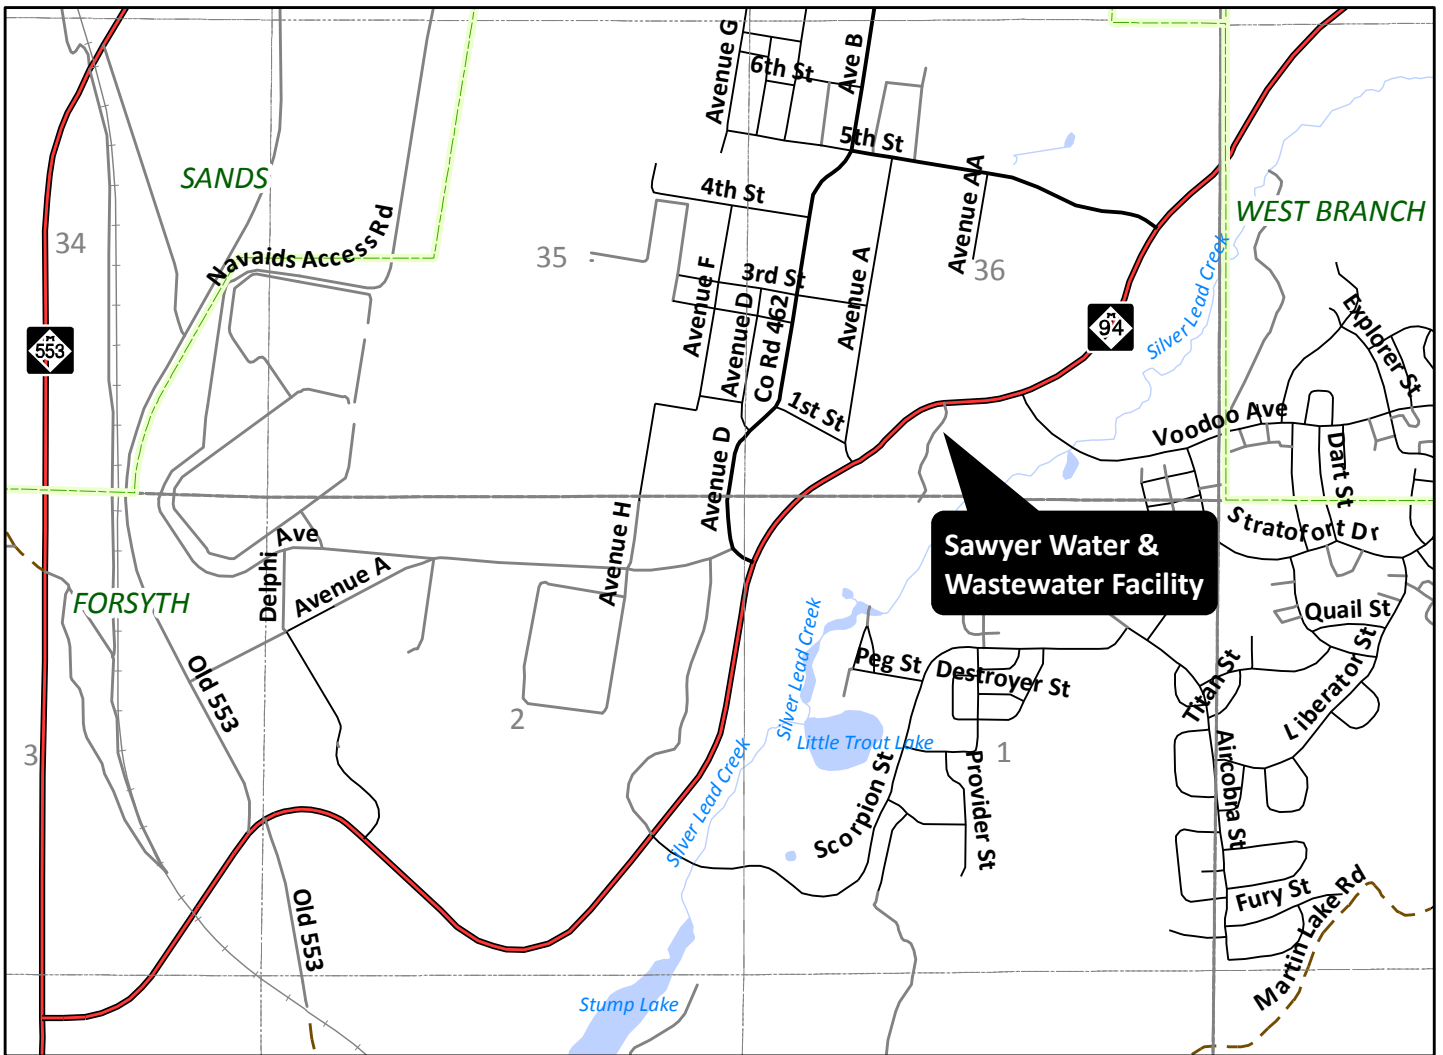 Avenue G
6th St
Ave B
5th St
SANDS
4th St
Avenue AA
WEST BRANCH
34
Navaids Access Rd
35
Avenue F
3rd St
Avenue A
36
Silver Lead Creek
M
553
Avenue D
Co Rd 462
M
94
Explorer St
1st St
Voodoo Ave
Avenue D
Dart St
Avenue H
Stratofort Dr
Delphi Ave
Sawyer Water &
Wastewater Facility
Avenue A
FORSYTH
Quail St
Silver Lead Creek
Peg St
Destroyer St
Titan St
Liberator St
Old 553
2
3
Little Trout Lake
1
Silver Lead Creek
Scorpion St
Provider St
Aircobra St
Fury St
Martin Lake Rd
Old 553
Stump Lake